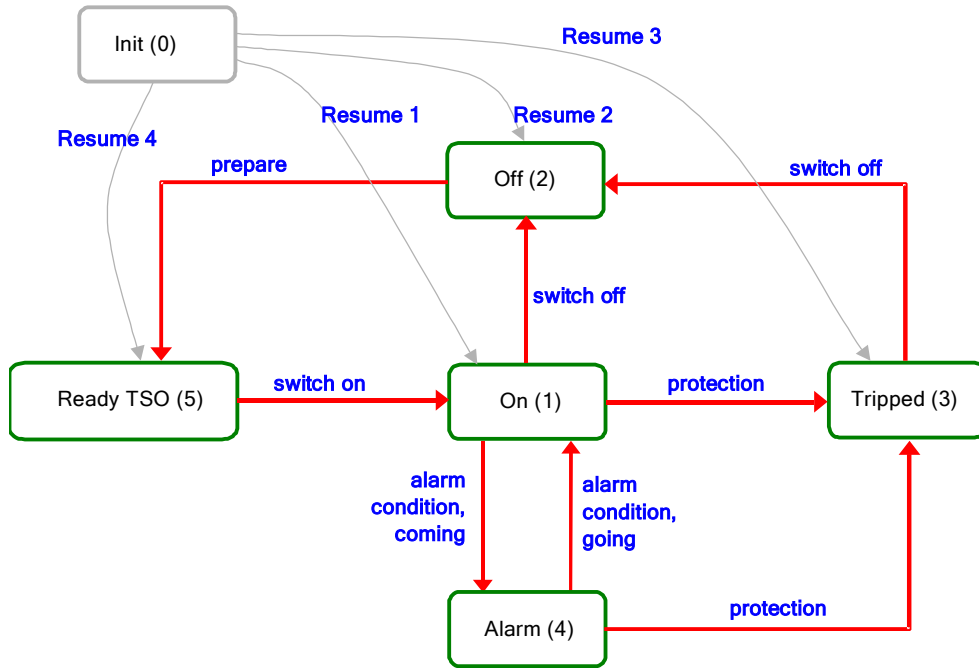 Init (0)
Resume 3
Resume 1
Resume 2
Resume 4
prepare
Off (2)
switch off
switch off
Ready TSO (5)
switch on
On (1)
protection
Tripped (3)
alarm
condition,
coming
alarm
condition,
going
Alarm (4)
protection